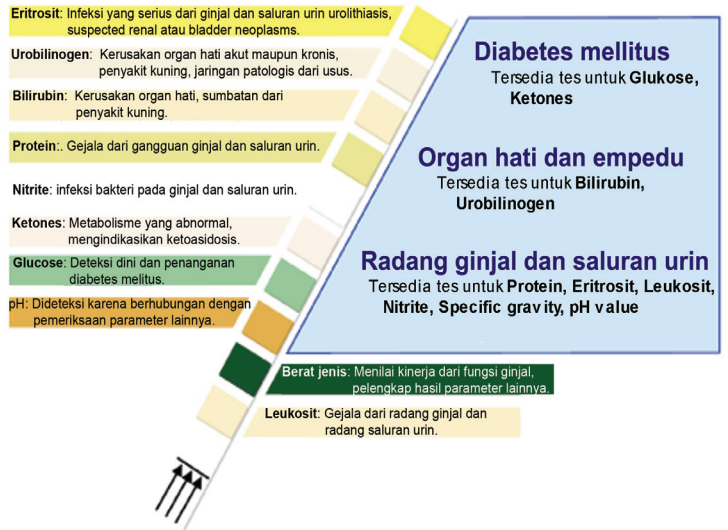 Eritrosit: Infeksi yang serius dari ginjal dan saluran urin urolithiasis,
suspected renal atau bladder neoplasms.
Urobilinogen: Kerusakan organ hati akut maupun kronis,
penyakit kuning, jaringan patologis dari usus.
Bilirubin: Kerusakan organ hati, sumbatan dari
penyakit kuning.
Protein:. Gejala dari gangguan ginjal dan saluran urin.
Nitrite: infeksi bakteri pada ginjal dan saluran urin.
Ketones: Metabolisme yang abnormal,
mengindikasikan ketoasidosis.
Glucose: Deteksi dini dan penanganan
diabetes melitus.
pH: Dideteksi karena berhubungan dengan
pemeriksaan parameter lainnya.
Berat jenis: Menilai kinerja dari fungsi ginjal,
pelengkap hasil parameter lainnya.
Leukosit: Gejala dari radang ginjal dan
radang saluran urin.
Diabetes mellitus
Tersedia tes untuk Glukose,
Ketones
Organ hati dan empedu
Tersedia tes untuk Bilirubin,
Urobilinogen
Radang ginjal dan saluran urin
Tersedia tes untuk Protein, Eritrosit, Leukosit,
Nitrite, Specific gravity, pH value